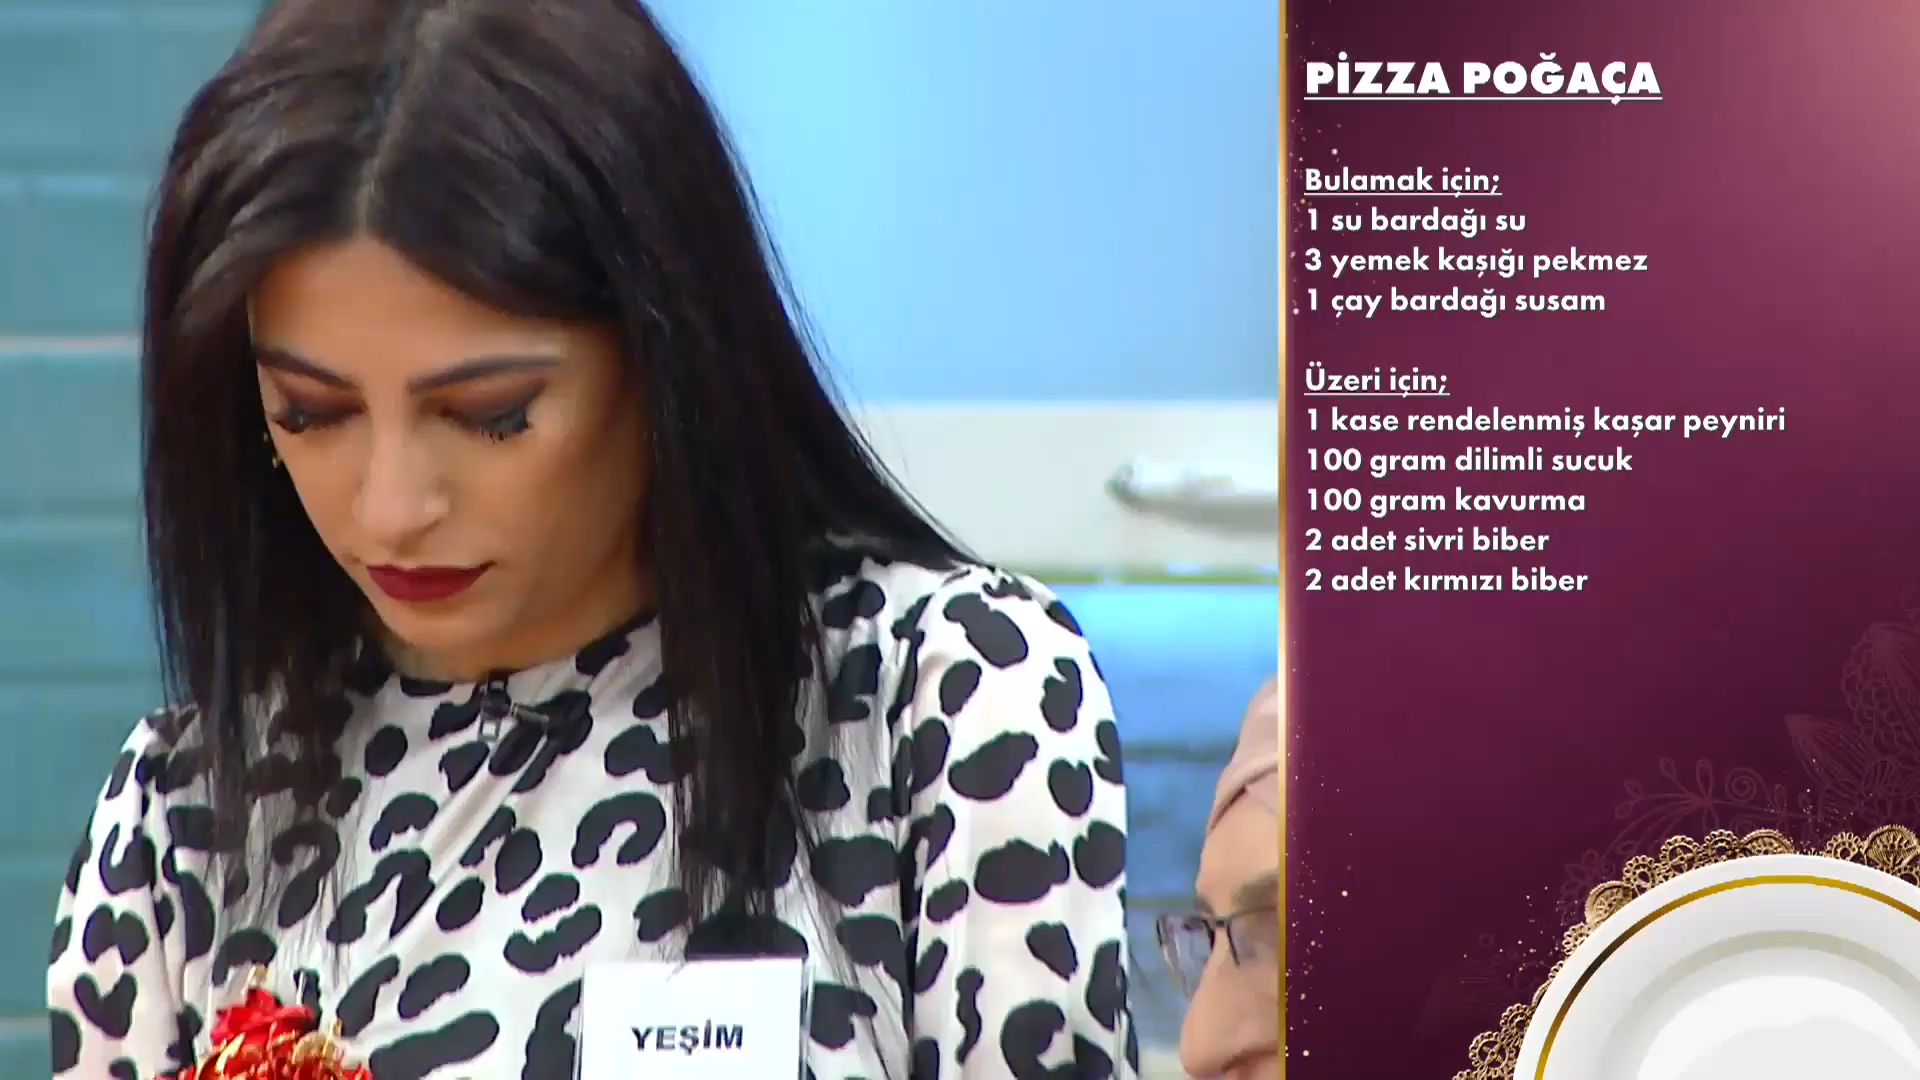 PİZZA POĞAÇA
Bulamak için;
1 su bardağı su
3 yemek kaşığı pekmez
1 çay bardağı susam
Üzeri için;
1 kase rendelenmiş kaşar peyniri
100 gram dilimli sucuk
100 gram kavurma
2 adet sivri biber
2 adet kırmızı biber
YEŞİM